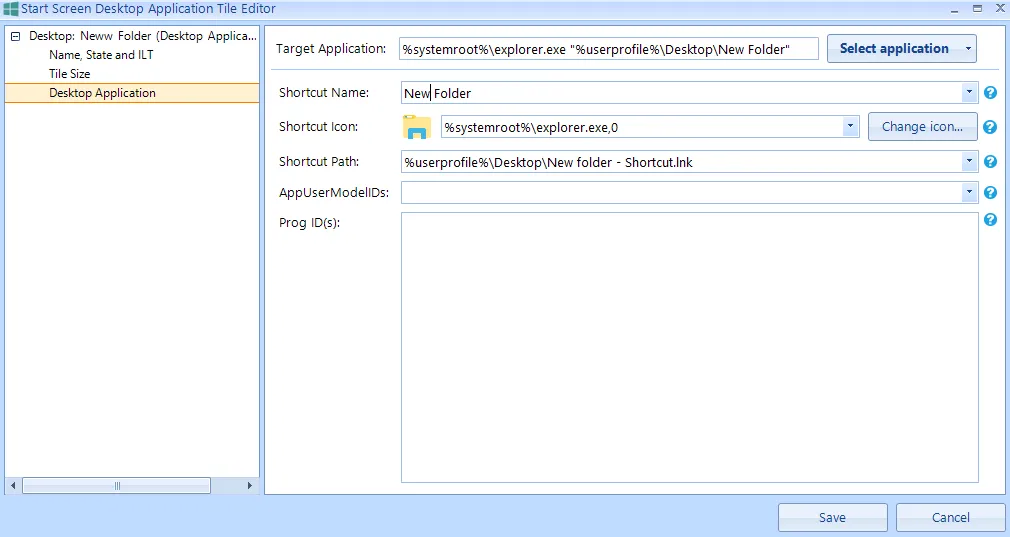 Start Screen Desktop Application Tile Editor
Desktop: Neww Folder (Desktop Applica...
Name, State and ILT
Tile Size
Desktop Application
Target Application: %systemroot%\explorer.exe "%userprofile%\Desktop\New Folder" Select application
Shortcut Name: New Folder ?
Shortcut Icon: %systemroot%\explorer.exe,0 Change icon... ?
Shortcut Path: %userprofile%\Desktop\New folder - Shortcut.lnk ?
AppUserModelIDs: ?
Prog ID(s): ?
Save Cancel